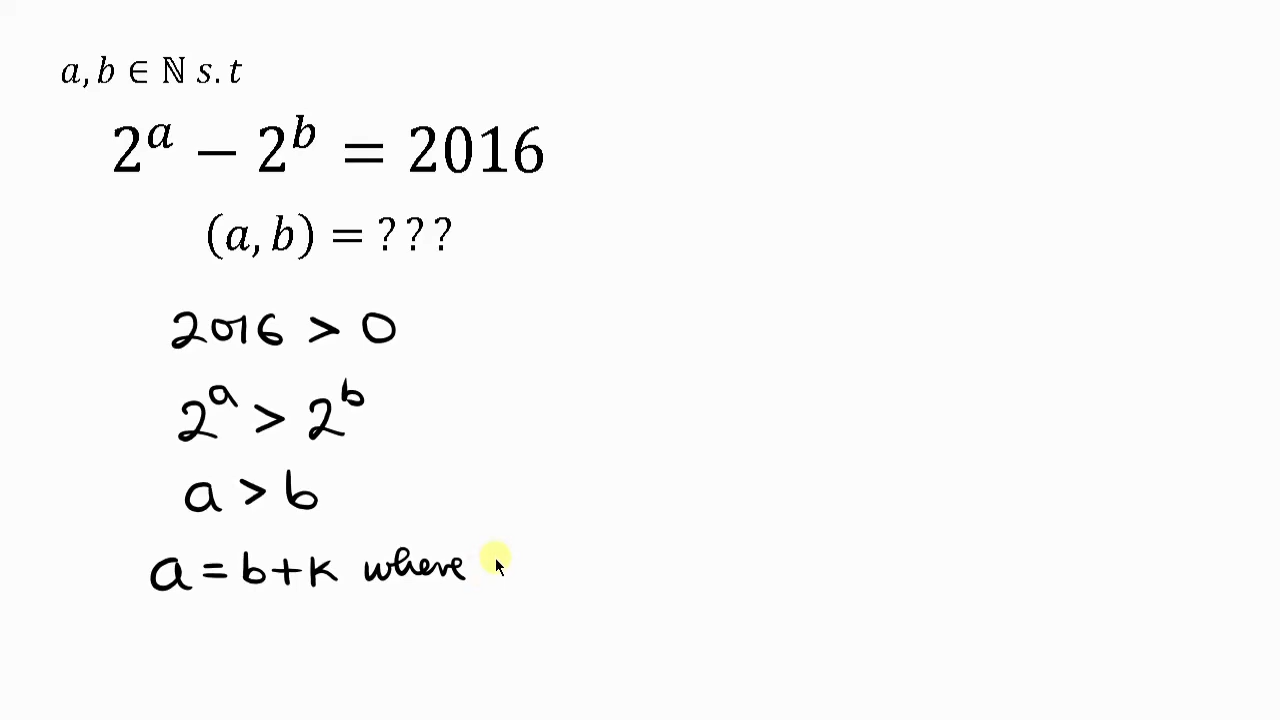 a, b ∈ ℕ s. t
2^a − 2^b = 2016
(a, b) = ? ? ?
2016 > 0
2^a > 2^b
a > b
a = b + k where